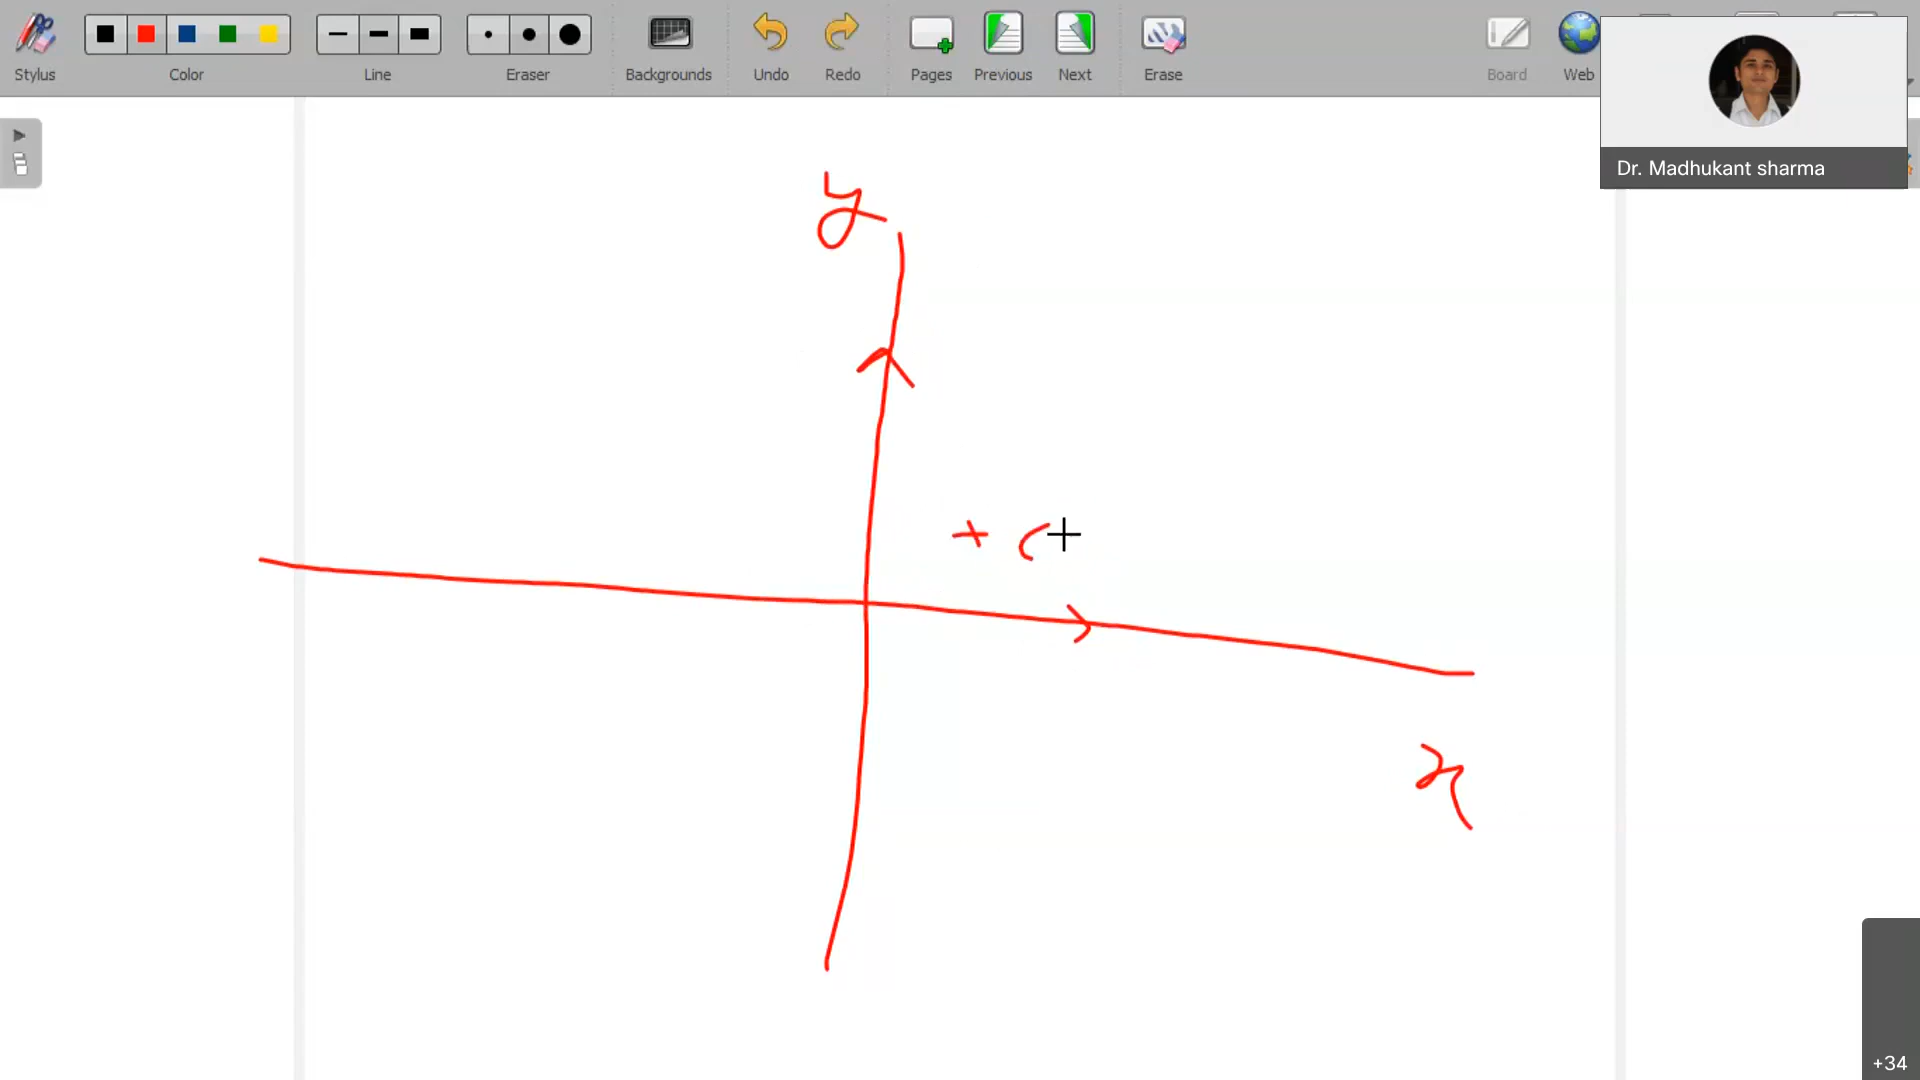 Stylus Color Line Eraser Backgrounds Undo Redo Pages Previous Next Erase Board Web
Dr. Madhukant sharma
y
+ (
x
+34